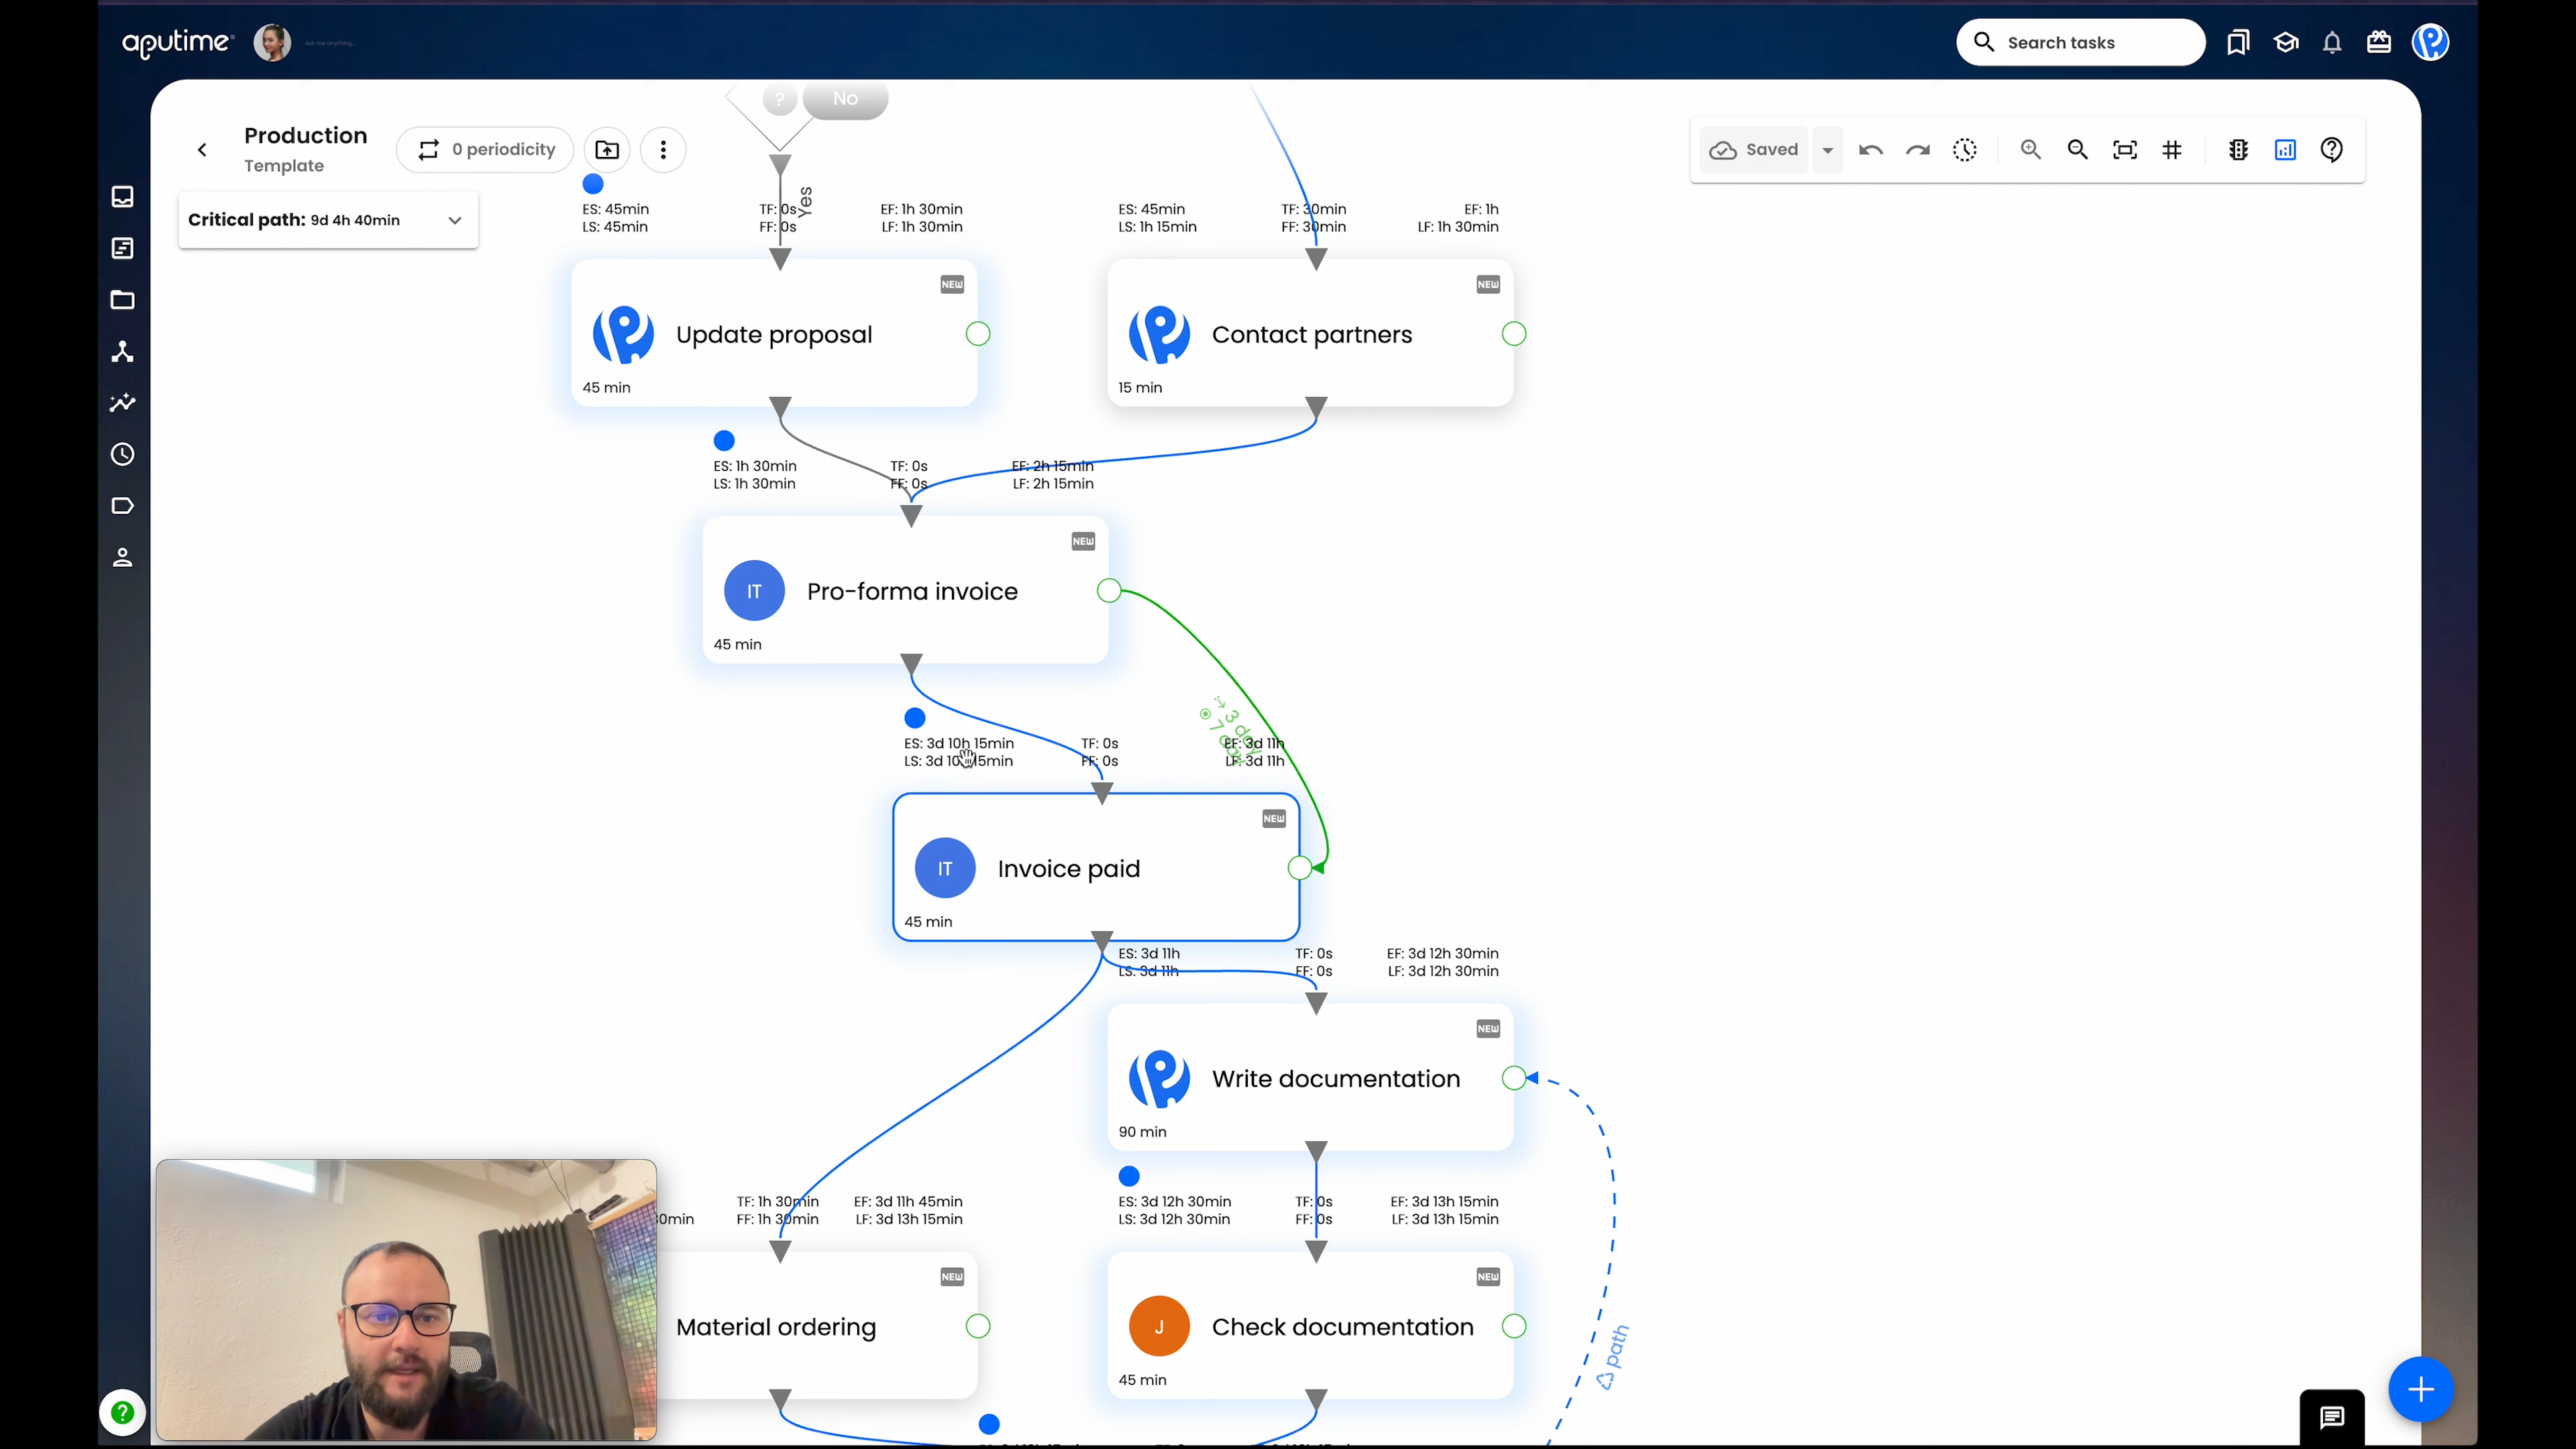 aputime
Ask me anything...
Search tasks
Production
Template
0 periodicity
Saved
Critical path: 9d 4h 40min
? No
Yes
ES: 45min TF: 0s EF: 1h 30min
LS: 45min FF: 0s LF: 1h 30min
ES: 45min TF: 30min EF: 1h
LS: 1h 15min FF: 30min LF: 1h 30min
NEW
Update proposal
45 min
NEW
Contact partners
15 min
ES: 1h 30min TF: 0s EF: 2h 15min
LS: 1h 30min FF: 0s LF: 2h 15min
NEW
IT Pro-forma invoice
45 min
3 day
7 day
ES: 3d 10h 15min TF: 0s EF: 3d 11h
LS: 3d 10h 15min FF: 0s LF: 3d 11h
NEW
IT Invoice paid
45 min
ES: 3d 11h TF: 0s EF: 3d 12h 30min
LS: 3d 11h FF: 0s LF: 3d 12h 30min
NEW
Write documentation
90 min
TF: 1h 30min EF: 3d 11h 45min
FF: 1h 30min LF: 3d 13h 15min
ES: 3d 12h 30min TF: 0s EF: 3d 13h 15min
LS: 3d 12h 30min FF: 0s LF: 3d 13h 15min
NEW
Material ordering
NEW
J Check documentation
45 min
path